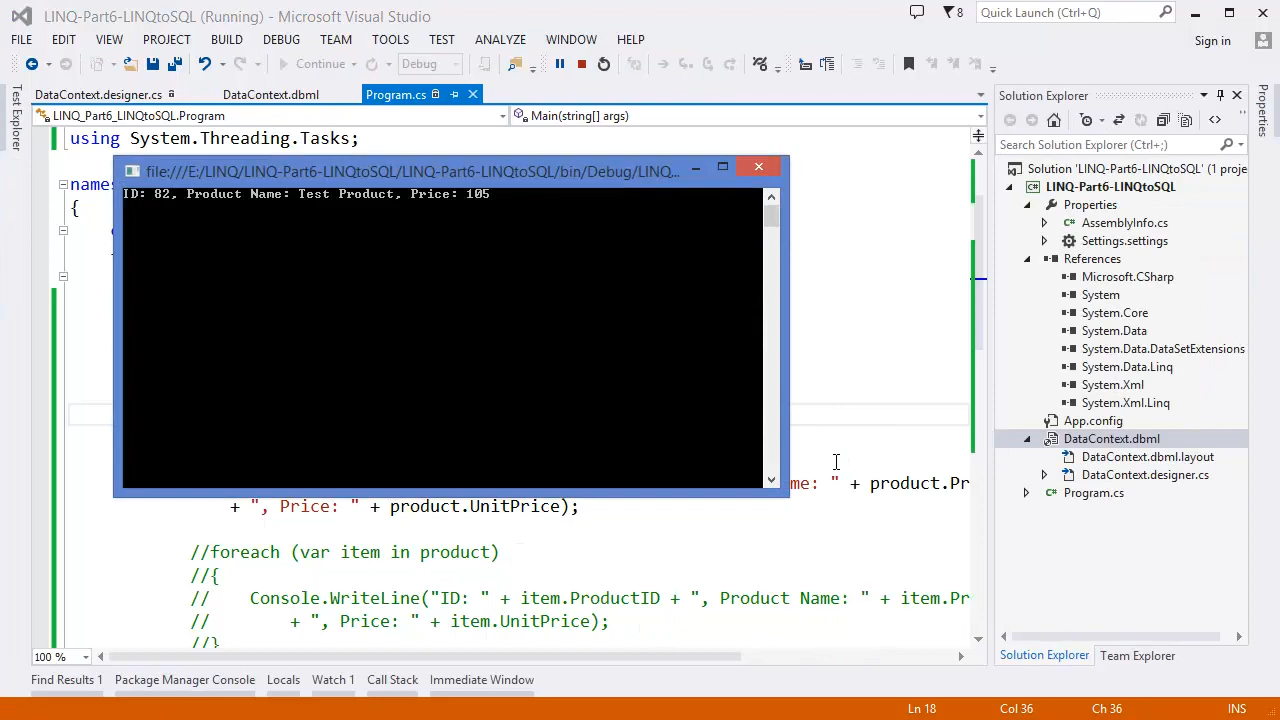 LINQ-Part6-LINQtoSQL (Running) - Microsoft Visual Studio
8
Quick Launch (Ctrl+Q)
FILE EDIT VIEW PROJECT BUILD DEBUG TEAM TOOLS TEST ANALYZE WINDOW HELP
Sign in
Continue
Debug
Test Explorer
DataContext.designer.cs
DataContext.dbml
Program.cs
LINQ_Part6_LINQtoSQL.Program
Main(string[] args)
using System.Threading.Tasks;
namesp
{
file:///E:/LINQ/LINQ-Part6-LINQtoSQL/LINQ-Part6-LINQtoSQL/bin/Debug/LINQ...
ID: 82, Product Name: Test Product, Price: 105
me: " + product.Pr
+ ", Price: " + product.UnitPrice);
//foreach (var item in product)
//{
// Console.WriteLine("ID: " + item.ProductID + ", Product Name: " + item.Pr
// + ", Price: " + item.UnitPrice);
//}
100 %
Solution Explorer
Search Solution Explorer (Ctrl+;)
Solution 'LINQ-Part6-LINQtoSQL' (1 proje
LINQ-Part6-LINQtoSQL
Properties
AssemblyInfo.cs
Settings.settings
References
Microsoft.CSharp
System
System.Core
System.Data
System.Data.DataSetExtensions
System.Data.Linq
System.Xml
System.Xml.Linq
App.config
DataContext.dbml
DataContext.dbml.layout
DataContext.designer.cs
Program.cs
Solution Explorer
Team Explorer
Properties
Find Results 1
Package Manager Console
Locals
Watch 1
Call Stack
Immediate Window
Ln 18
Col 36
Ch 36
INS